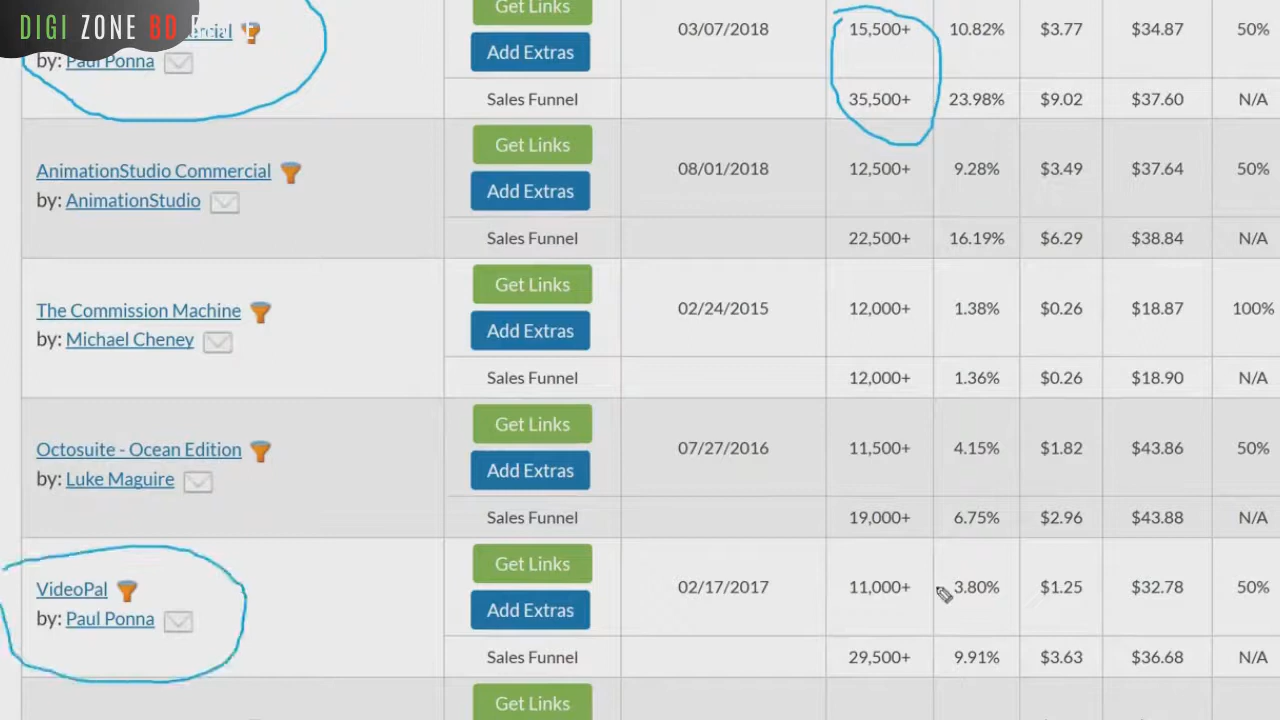 DIGI ZONE BD
Get Links
Add Extras
03/07/2018
15,500+ 10.82% $3.77 $34.87 50%
by: Paul Ponna
Sales Funnel 35,500+ 23.98% $9.02 $37.60 N/A
Get Links
AnimationStudio Commercial 08/01/2018 12,500+ 9.28% $3.49 $37.64 50%
Add Extras
by: AnimationStudio
Sales Funnel 22,500+ 16.19% $6.29 $38.84 N/A
Get Links
The Commission Machine 02/24/2015 12,000+ 1.38% $0.26 $18.87 100%
Add Extras
by: Michael Cheney
Sales Funnel 12,000+ 1.36% $0.26 $18.90 N/A
Get Links
Octosuite - Ocean Edition 07/27/2016 11,500+ 4.15% $1.82 $43.86 50%
Add Extras
by: Luke Maguire
Sales Funnel 19,000+ 6.75% $2.96 $43.88 N/A
Get Links
VideoPal 02/17/2017 11,000+ 3.80% $1.25 $32.78 50%
Add Extras
by: Paul Ponna
Sales Funnel 29,500+ 9.91% $3.63 $36.68 N/A
Get Links